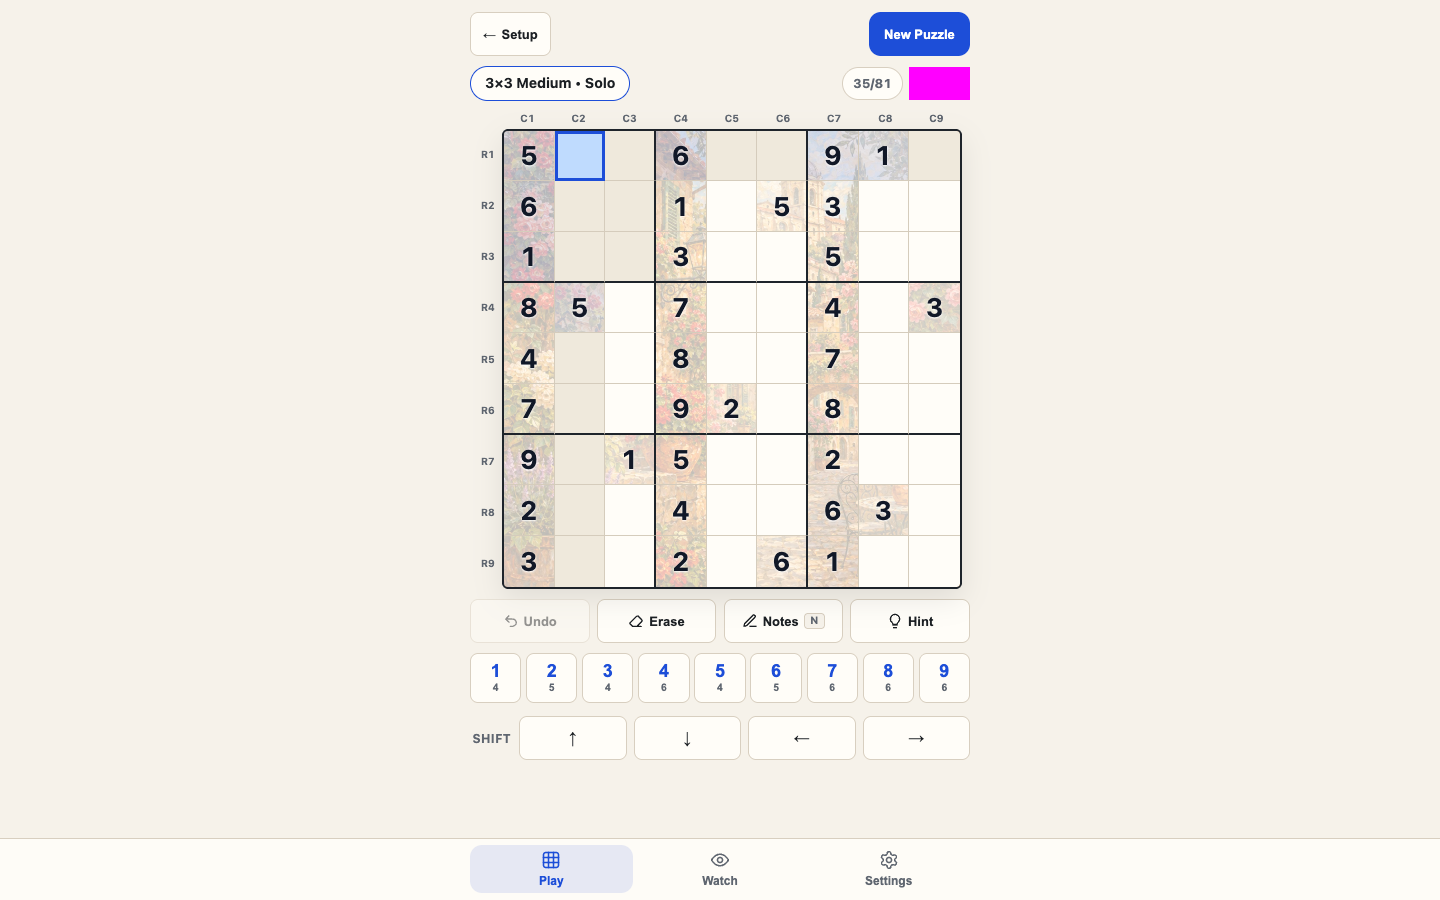 ← Setup
New Puzzle
3×3 Medium • Solo
35/81
C1 C2 C3 C4 C5 C6 C7 C8 C9
R1 5 6 9 1
R2 6 1 5 3
R3 1 3 5
R4 8 5 7 4 3
R5 4 8 7
R6 7 9 2 8
R7 9 1 5 2
R8 2 4 6 3
R9 3 2 6 1
Undo
Erase
Notes N
Hint
1 2 3 4 5 6 7 8 9
4 5 4 6 4 5 6 6 6
SHIFT ↑ ↓ ← →
Play
Watch
Settings